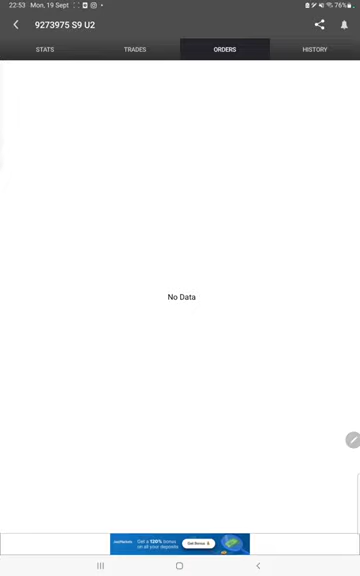 22:53 Mon, 19 Sept 76%
9273975 S9 U2
STATS TRADES ORDERS HISTORY
No Data
Get a 120% bonus
on all your deposits
Get Bonus